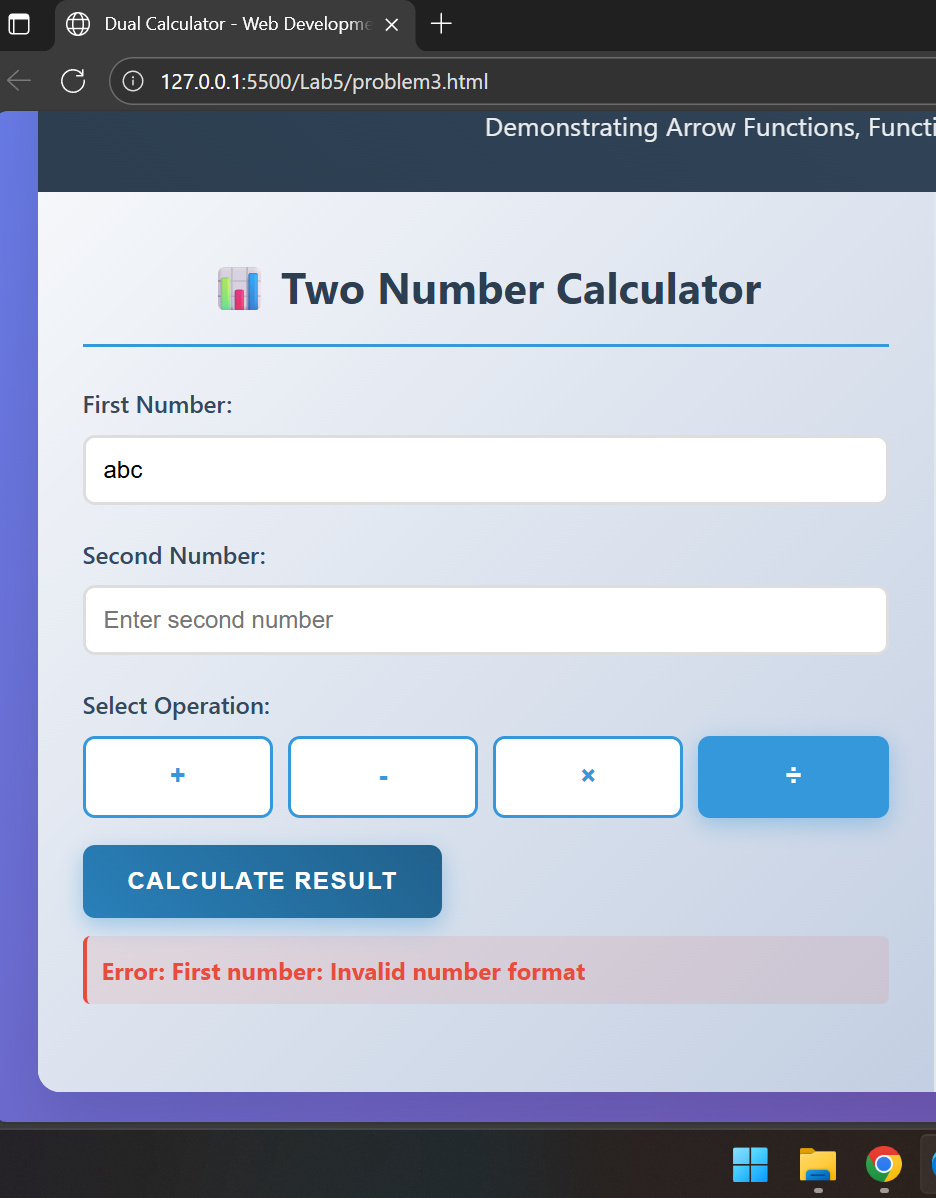 Dual Calculator - Web Developme
127.0.0.1:5500/Lab5/problem3.html
Demonstrating Arrow Functions, Functi
Two Number Calculator
First Number:
abc
Second Number:
Enter second number
Select Operation:
+ - × ÷
CALCULATE RESULT
Error: First number: Invalid number format